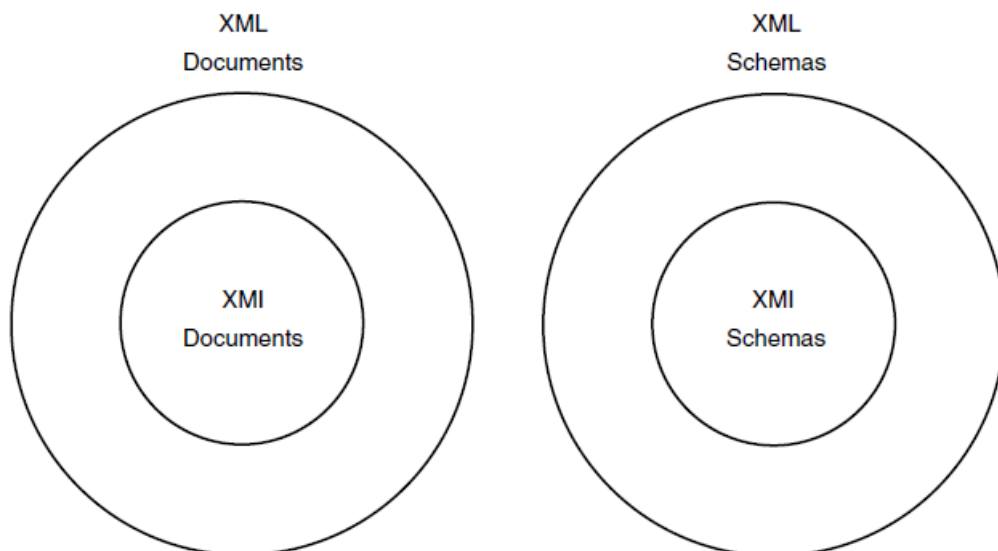 XML
Documents
XML
Schemas
XMI
Documents
XMI
Schemas